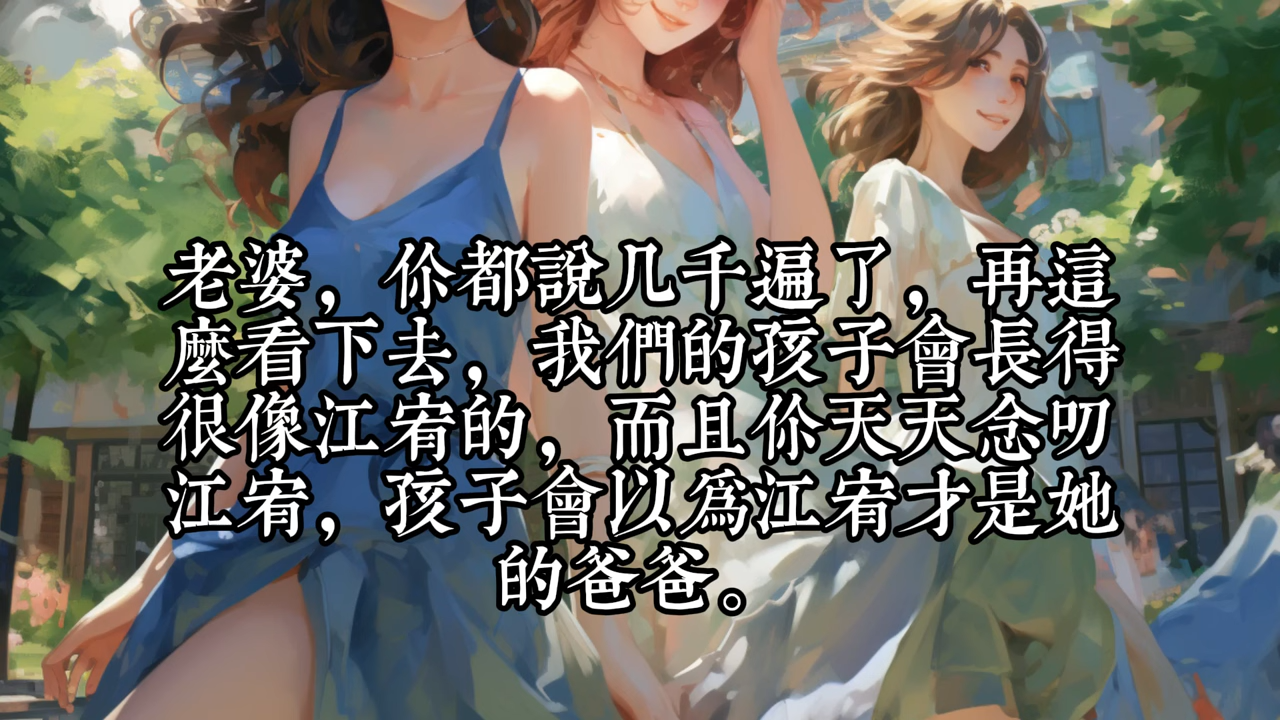 老婆，伱都說几千遍了，再這
麼看下去，我們的孩子會長得
很像江宥的，而且伱天天念叨
江宥，孩子會以爲江宥才是她
的爸爸。